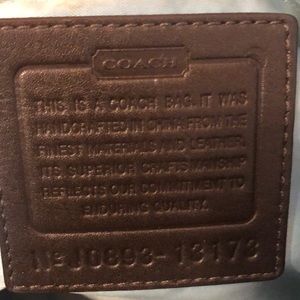 COACH
THIS IS A COACH BAG. IT WAS
HANDCRAFTED IN CHINA FROM THE
FINEST MATERIALS AND LEATHER.
ITS SUPERIOR CRAFTSMANSHIP
REFLECTS OUR COMMITMENT TO
ENDURING QUALITY.
Nº J0893-13173